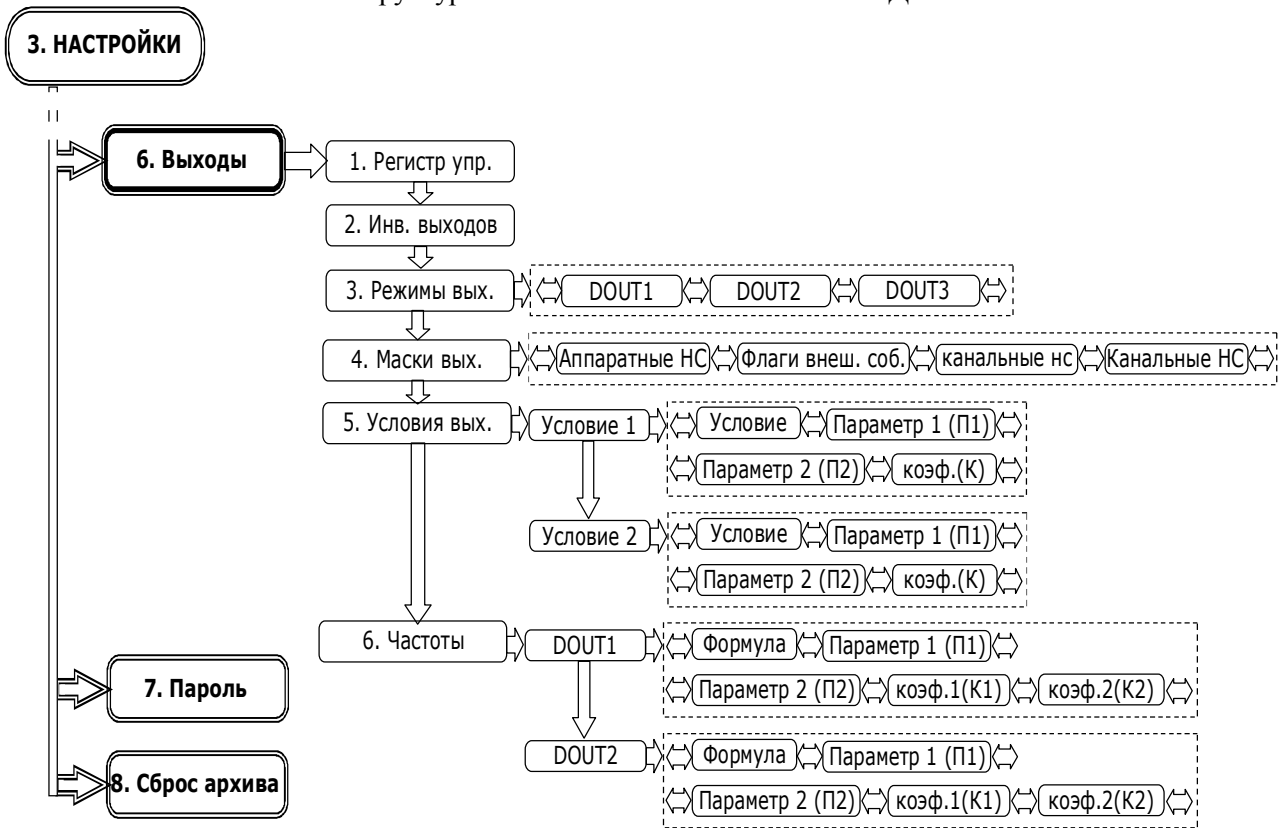 3. НАСТРОЙКИ
6. Выходы
1. Регистр упр.
2. Инв. выходов
3. Режимы вых.
DOUT1
DOUT2
DOUT3
4. Маски вых.
Аппаратные НС
Флаги внеш. соб.
канальные нс
Канальные НС
5. Условия вых.
Условие 1
Условие
Параметр 1 (П1)
Параметр 2 (П2)
коэф.(К)
Условие 2
Условие
Параметр 1 (П1)
Параметр 2 (П2)
коэф.(К)
6. Частоты
DOUT1
Формула
Параметр 1 (П1)
Параметр 2 (П2)
коэф.1(К1)
коэф.2(К2)
7. Пароль
DOUT2
Формула
Параметр 1 (П1)
Параметр 2 (П2)
коэф.1(К1)
коэф.2(К2)
8. Сброс архива